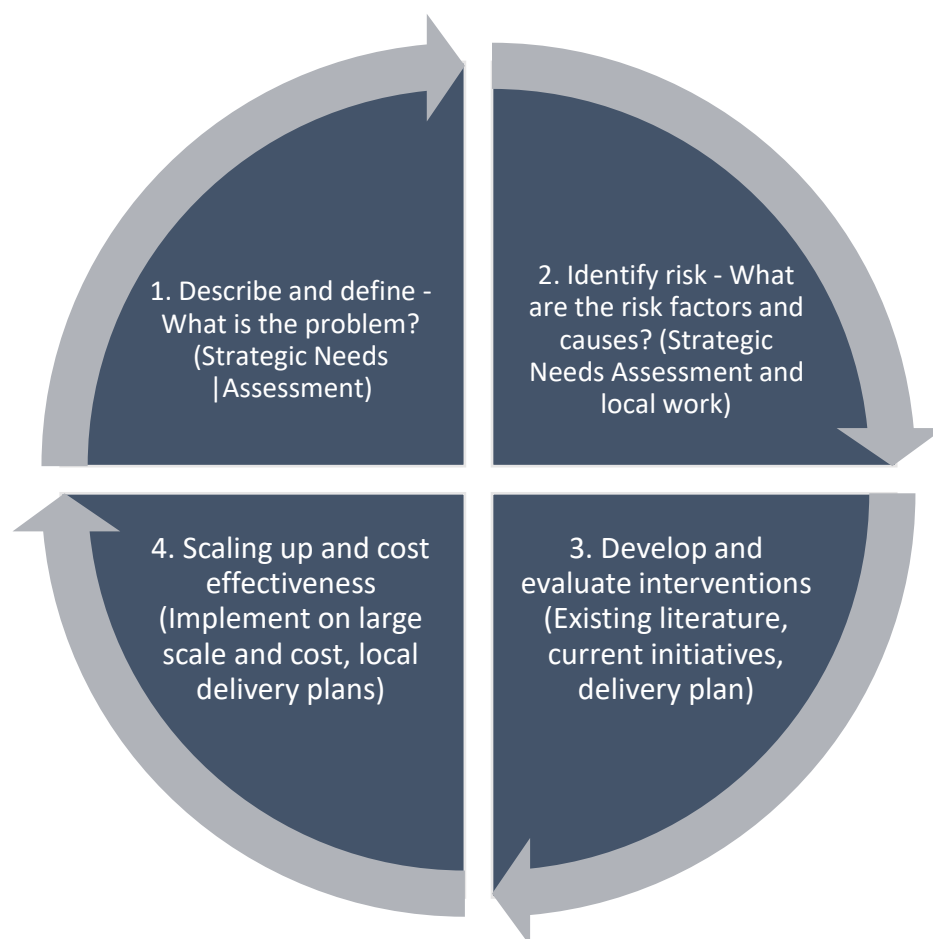 1. Describe and define -
What is the problem?
(Strategic Needs
|Assessment)
2. Identify risk - What
are the risk factors and
causes? (Strategic
Needs Assessment and
local work)
4. Scaling up and cost
effectiveness
(Implement on large
scale and cost, local
delivery plans)
3. Develop and
evaluate interventions
(Existing literature,
current initiatives,
delivery plan)